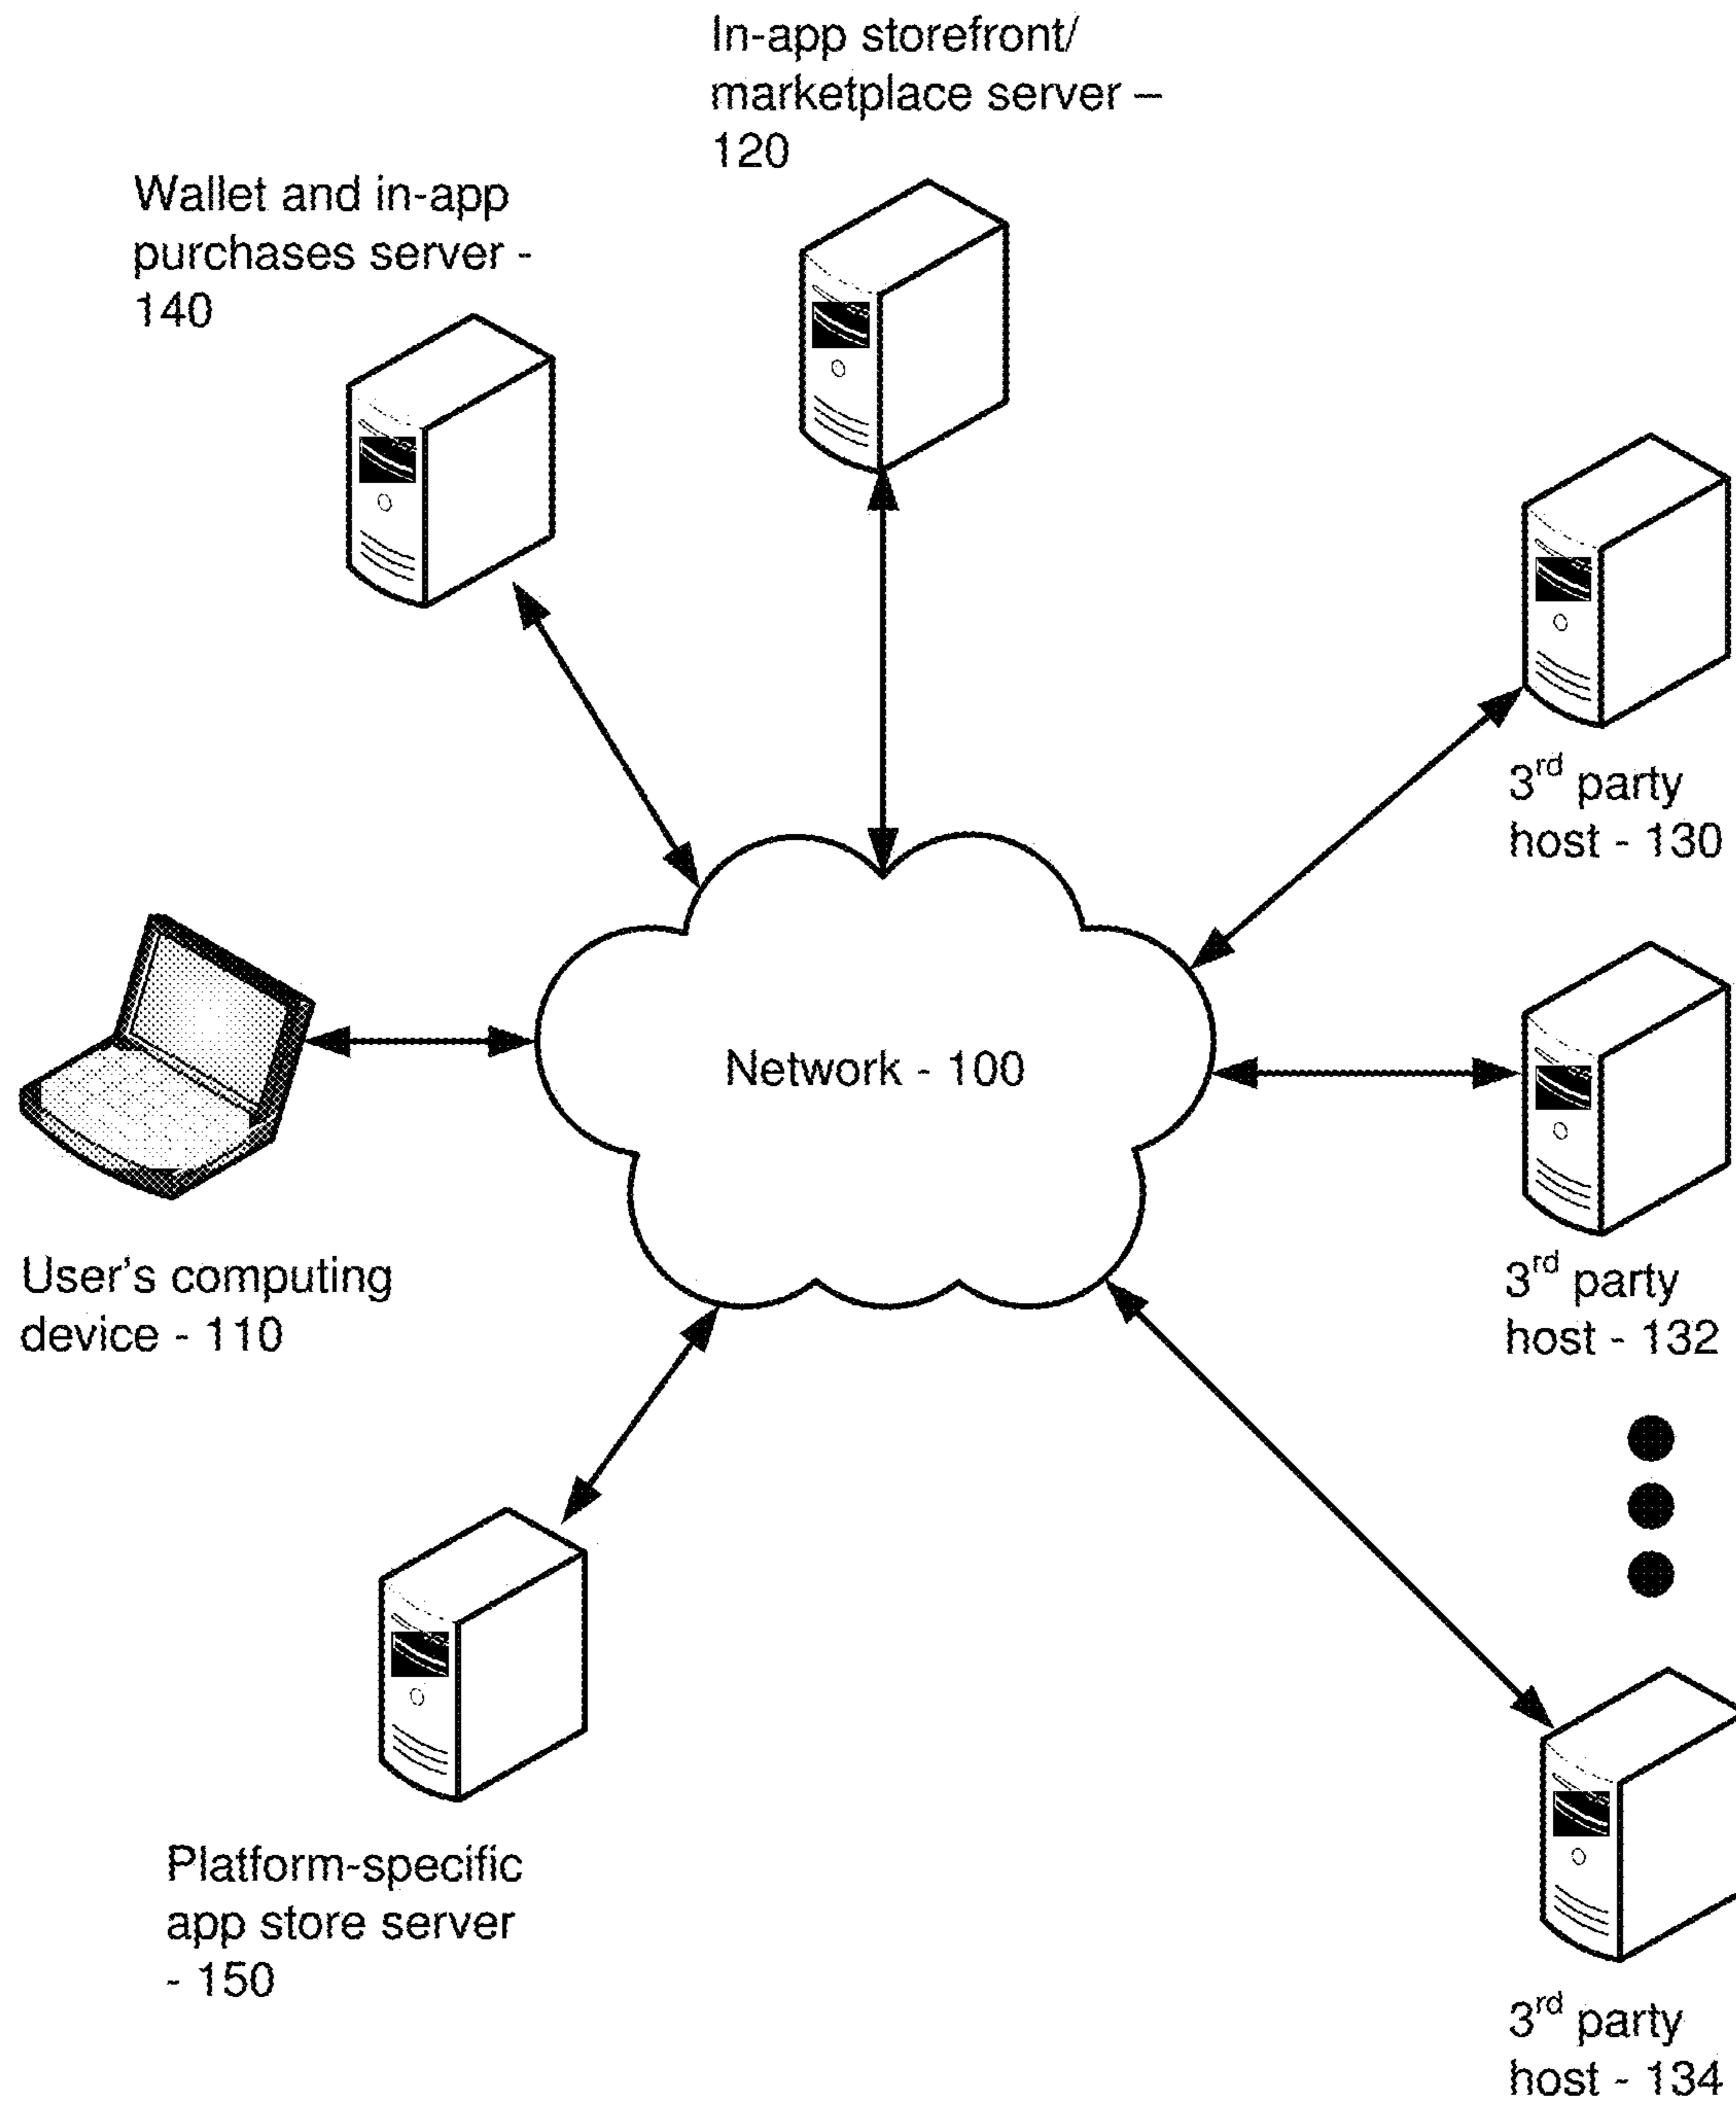 In-app storefront/
marketplace server –
120
Wallet and in-app
purchases server -
140
3rd party
host - 130
Network - 100
User's computing
device - 110
3rd party
host - 132
Platform-specific
app store server
- 150
3rd party
host - 134